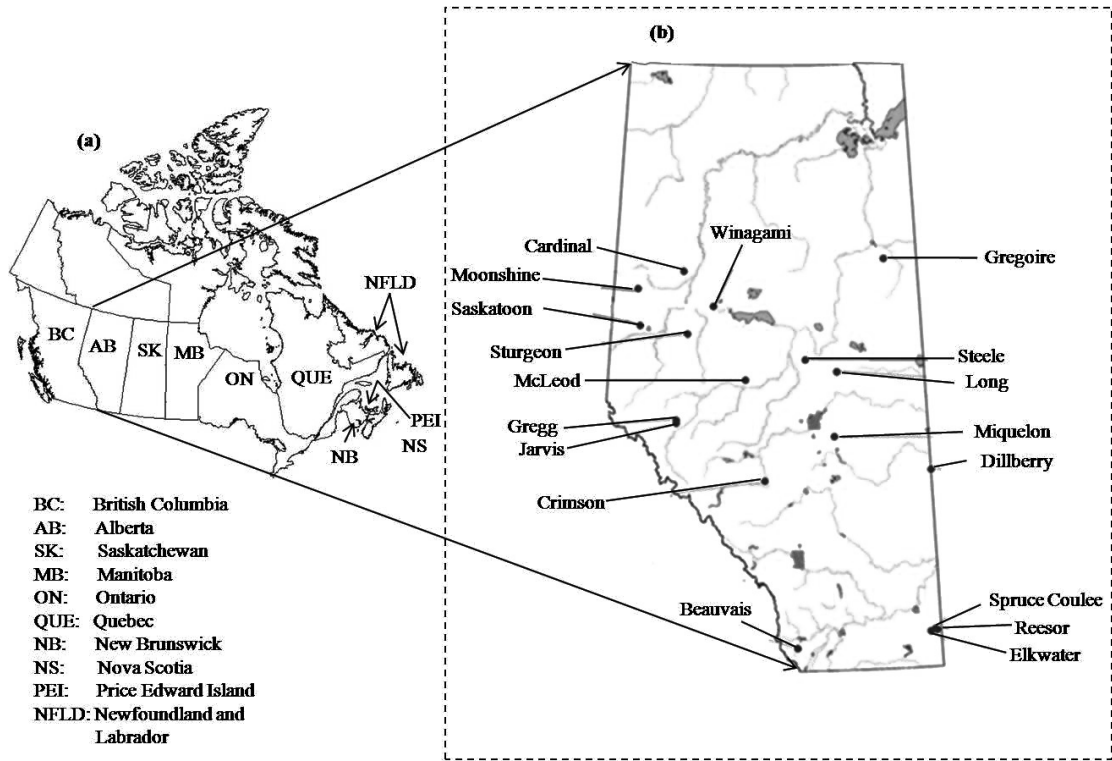 (a)
NFLD
BC
AB
SK
MB
ON
QUE
PEI
NS
NB
BC: British Columbia
AB: Alberta
SK: Saskatchewan
MB: Manitoba
ON: Ontario
QUE: Quebec
NB: New Brunswick
NS: Nova Scotia
PEI: Price Edward Island
NFLD: Newfoundland and
Labrador
(b)
Winagami
Cardinal
Gregoire
Moonshine
Saskatoon
Sturgeon
Steele
McLeod
Long
Gregg
Jarvis
Miquelon
Dillberry
Crimson
Beauvais
Spruce Coulee
Reesor
Elkwater